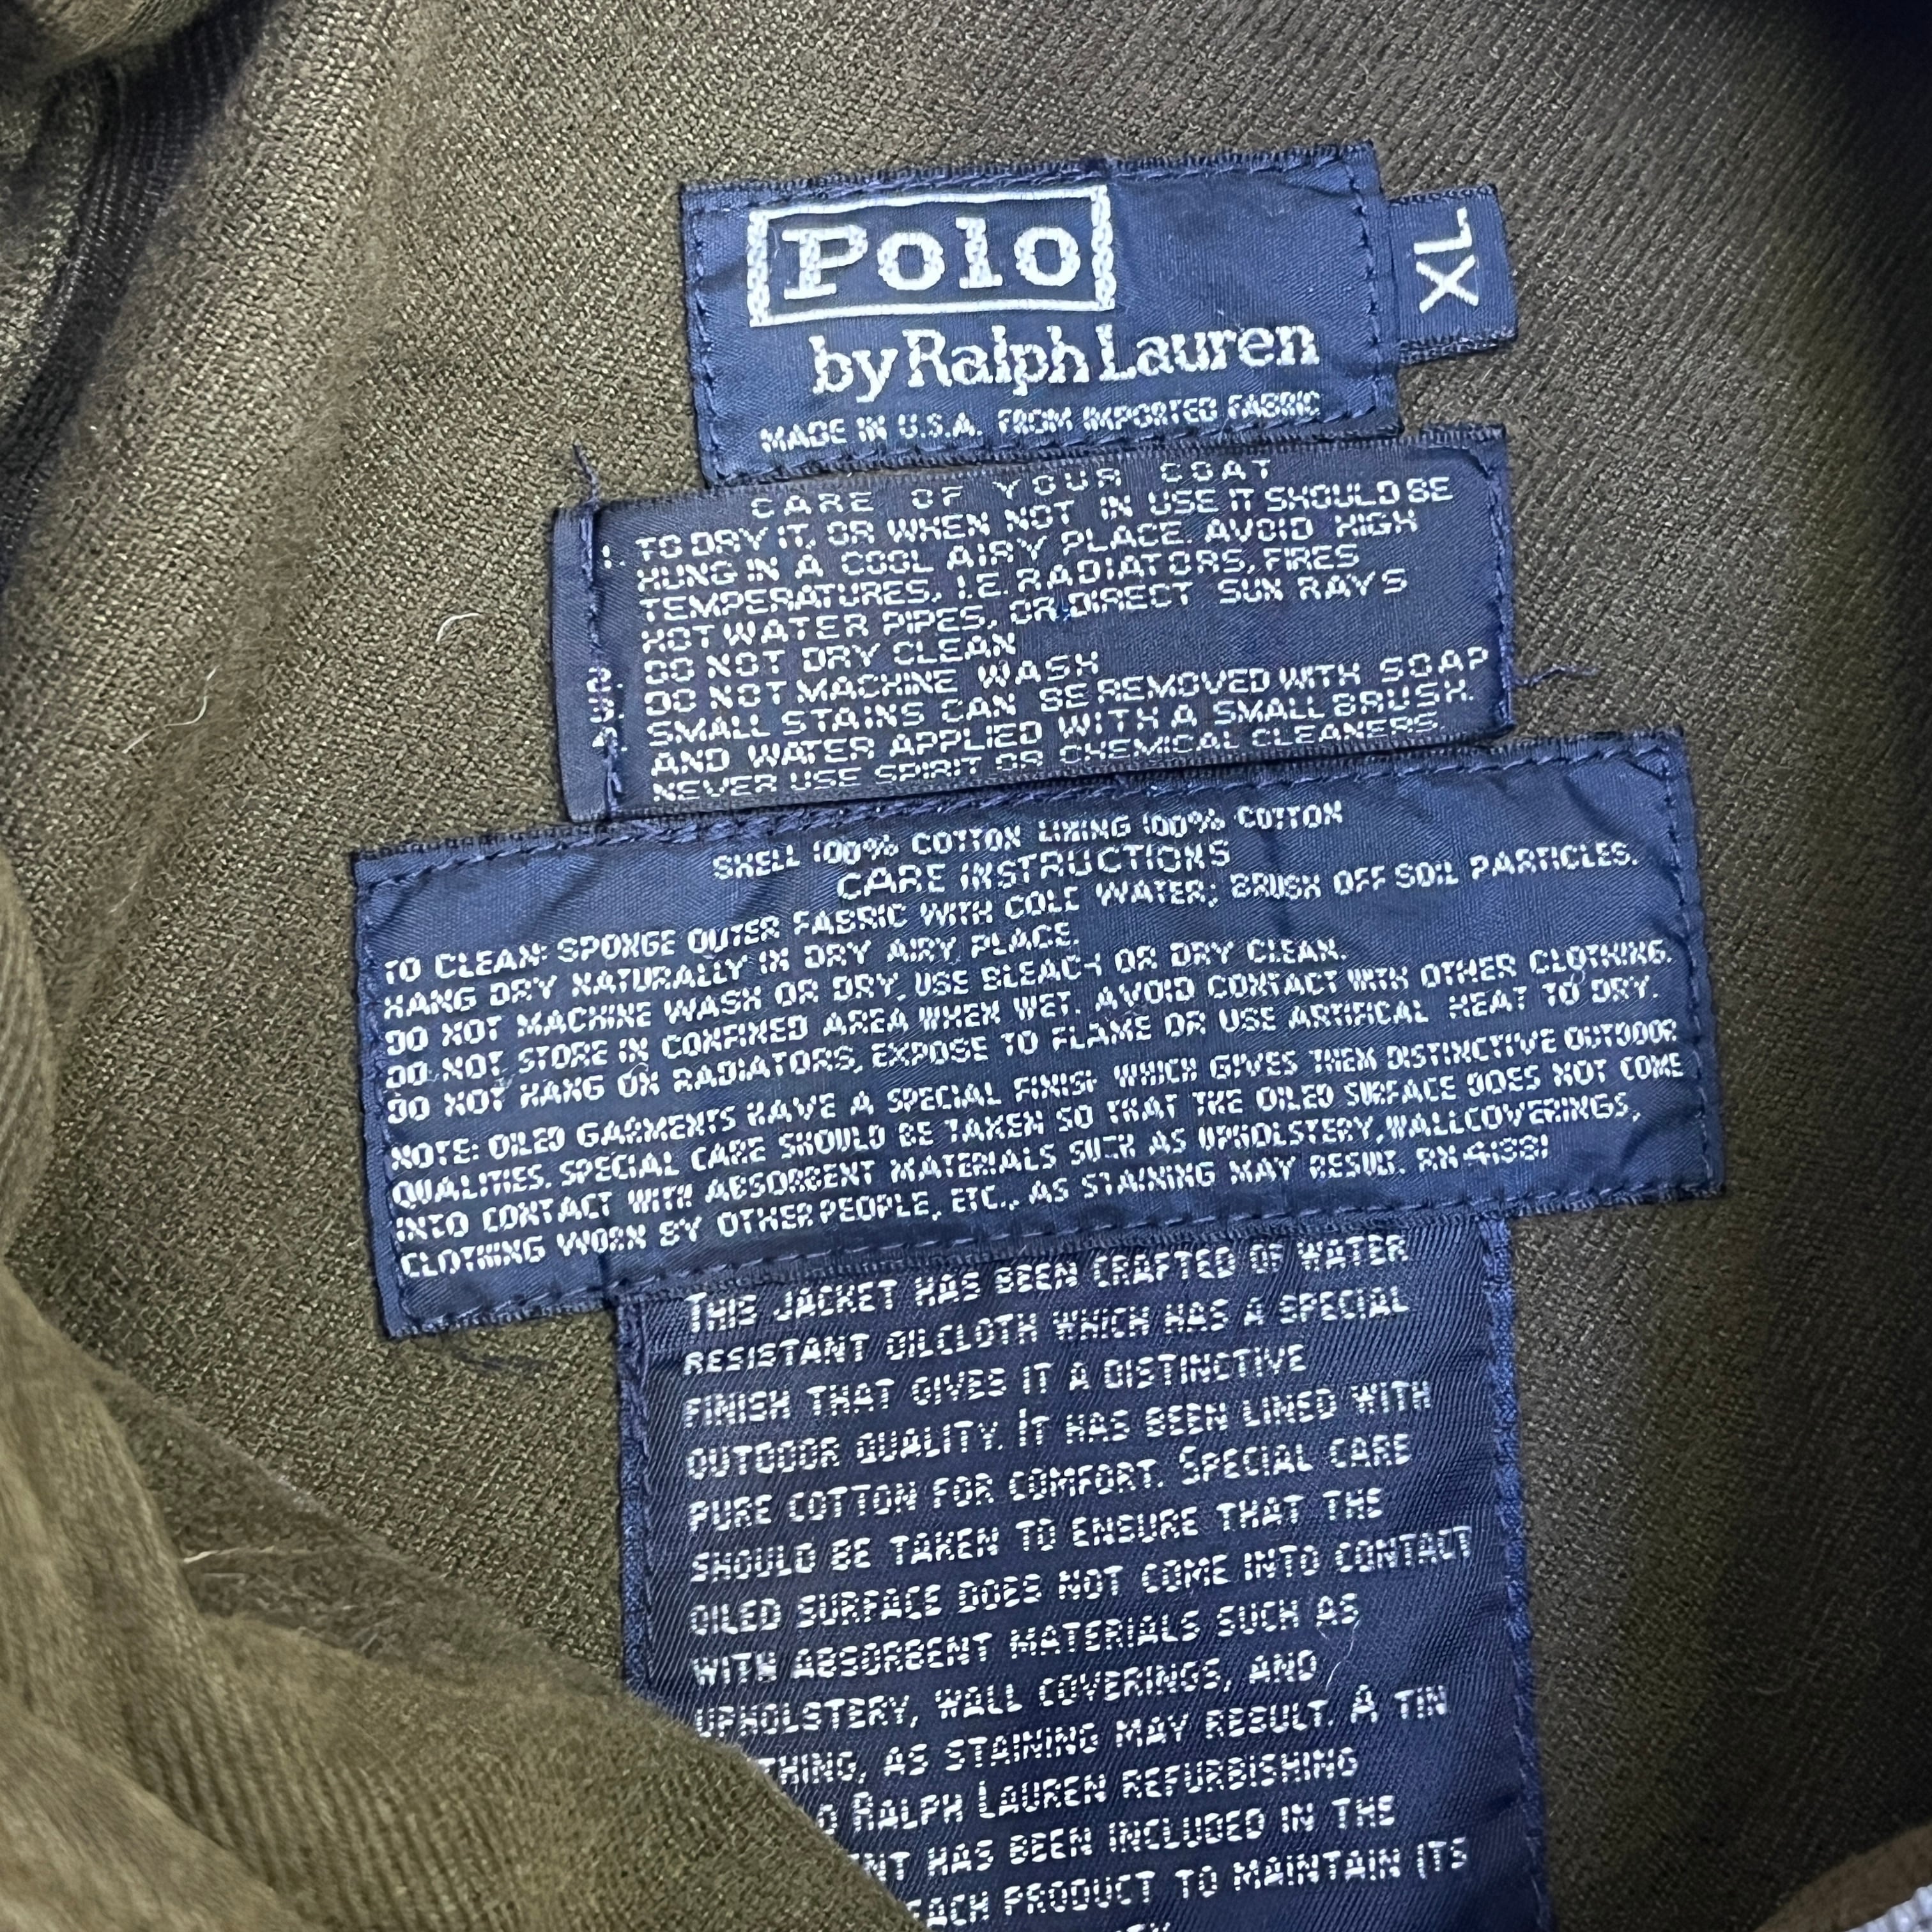 Polo
by Ralph Lauren
MADE IN U.S.A. FROM IMPORTED FABRIC
XL
CARE OF YOUR COAT
1. TO DRY IT, OR WHEN NOT IN USE IT SHOULD BE
HUNG IN A COOL AIRY PLACE. AVOID HIGH
TEMPERATURES, I.E. RADIATORS, FIRES
HOT WATER PIPES, OR DIRECT SUN RAYS
2. DO NOT DRY CLEAN
3. DO NOT MACHINE WASH
4. SMALL STAINS CAN BE REMOVED WITH SOAP
AND WATER APPLIED WITH A SMALL BRUSH.
NEVER USE SPIRIT OR CHEMICAL CLEANERS.
SHELL 100% COTTON LINING 100% COTTON
CARE INSTRUCTIONS
TO CLEAN: SPONGE OUTER FABRIC WITH COLD WATER; BRUSH OFF SOIL PARTICLES.
HANG DRY NATURALLY IN DRY AIRY PLACE.
DO NOT MACHINE WASH OR DRY, USE BLEACH OR DRY CLEAN.
DO NOT STORE IN CONFINED AREA WHEN WET. AVOID CONTACT WITH OTHER CLOTHING.
DO NOT HANG ON RADIATORS, EXPOSE TO FLAME OR USE ARTIFICAL HEAT TO DRY.
NOTE: OILED GARMENTS HAVE A SPECIAL FINISH WHICH GIVES THEM DISTINCTIVE OUTDOOR
QUALITIES. SPECIAL CARE SHOULD BE TAKEN SO THAT THE OILED SURFACE DOES NOT COME
INTO CONTACT WITH ABSORBENT MATERIALS SUCH AS UPHOLSTERY, WALLCOVERINGS,
CLOTHING WORN BY OTHER PEOPLE, ETC., AS STAINING MAY RESULT. RN 41381
THIS JACKET HAS BEEN CRAFTED OF WATER
RESISTANT OILCLOTH WHICH HAS A SPECIAL
FINISH THAT GIVES IT A DISTINCTIVE
OUTDOOR QUALITY. IT HAS BEEN LINED WITH
PURE COTTON FOR COMFORT. SPECIAL CARE
SHOULD BE TAKEN TO ENSURE THAT THE
OILED SURFACE DOES NOT COME INTO CONTACT
WITH ABSORBENT MATERIALS SUCH AS
UPHOLSTERY, WALL COVERINGS, AND
THING, AS STAINING MAY RESULT. A TIN
O RALPH LAUREN REFURBISHING
NT HAS BEEN INCLUDED IN THE
EACH PRODUCT TO MAINTAIN ITS